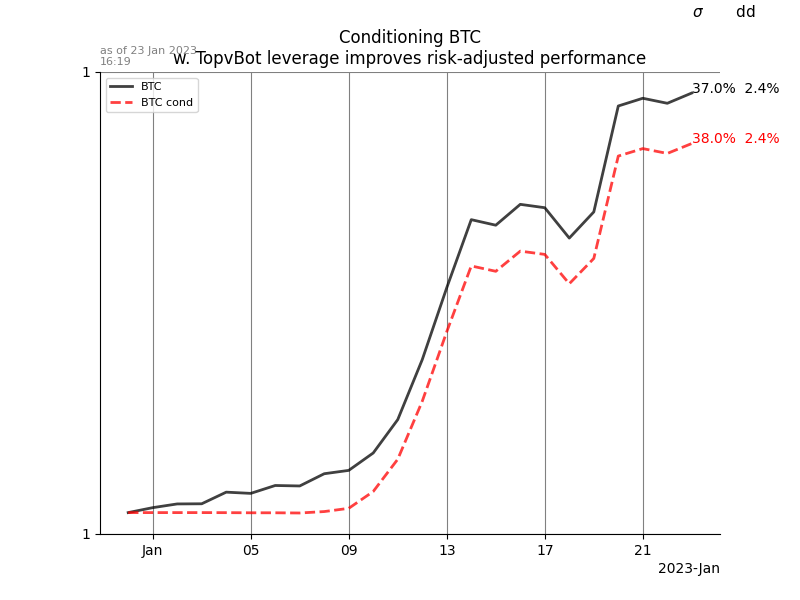 σ dd
Conditioning BTC
as of 23 Jan 2023
16:19
w. TopvBot leverage improves risk-adjusted performance
1
BTC
BTC cond
37.0% 2.4%
38.0% 2.4%
1
Jan 05 09 13 17 21
2023-Jan